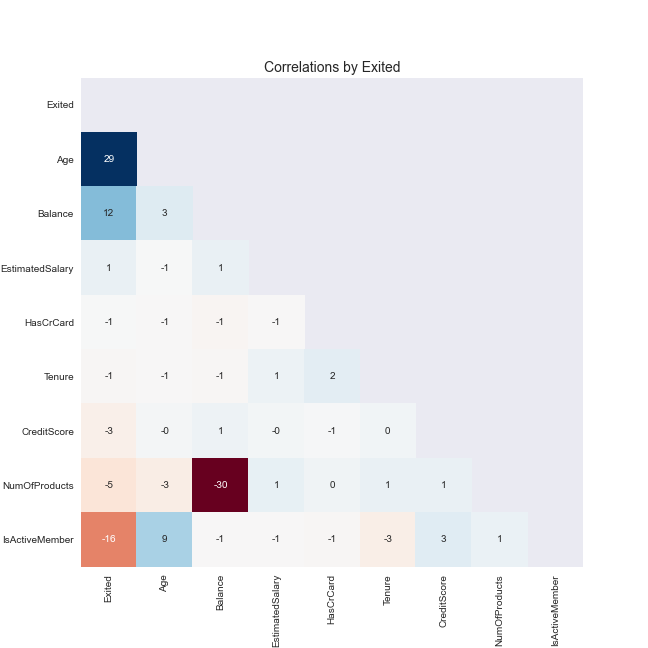 Correlations by Exited
Exited
Age 29
Balance 12 3
EstimatedSalary 1 -1 1
HasCrCard -1 -1 -1 -1
Tenure -1 -1 -1 1 2
CreditScore -3 -0 1 -0 -1 0
NumOfProducts -5 -3 -30 1 0 1 1
IsActiveMember -16 9 -1 -1 -1 -3 3 1
Exited Age Balance EstimatedSalary HasCrCard Tenure CreditScore NumOfProducts IsActiveMember